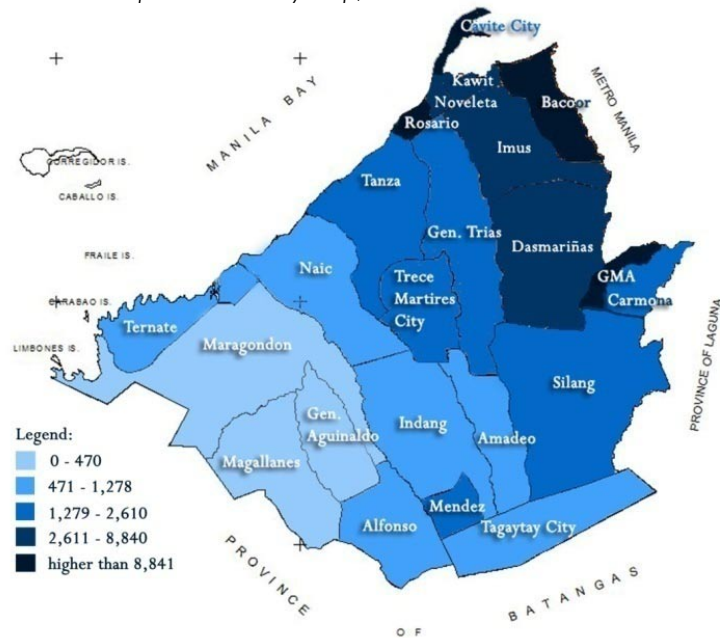 Cavite City
Kawit
Noveleta
Bacoor
Rosario
Imus
METRO MANILA
MANILA BAY
CORREGIDOR IS.
CABALLO IS.
Tanza
Gen. Trias
Dasmariñas
FRAILE IS.
Naic
Trece
Martires
City
GMA
Carmona
CARABAO IS.
Ternate
LIMBONES IS.
Maragondon
PROVINCE OF LAGUNA
Silang
Gen.
Aguinaldo
Indang
Amadeo
Magallanes
Mendez
Alfonso
Tagaytay City
Legend:
0 - 470
471 - 1,278
1,279 - 2,610
2,611 - 8,840
higher than 8,841
PROVINCE OF BATANGAS